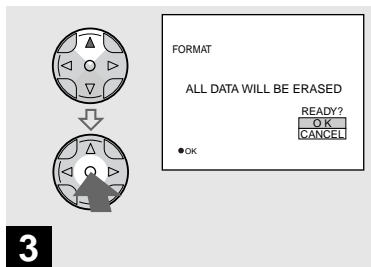 FORMAT
ALL DATA WILL BE ERASED
READY?
OK
CANCEL
●OK
3